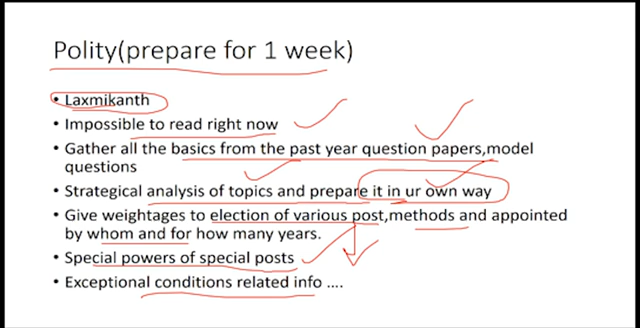 Polity(prepare for 1 week)
• Laxmikanth
• Impossible to read right now
• Gather all the basics from the past year question papers,model
questions
• Strategical analysis of topics and prepare it in ur own way
• Give weightages to election of various post,methods and appointed
by whom and for how many years.
• Special powers of special posts
• Exceptional conditions related info ....